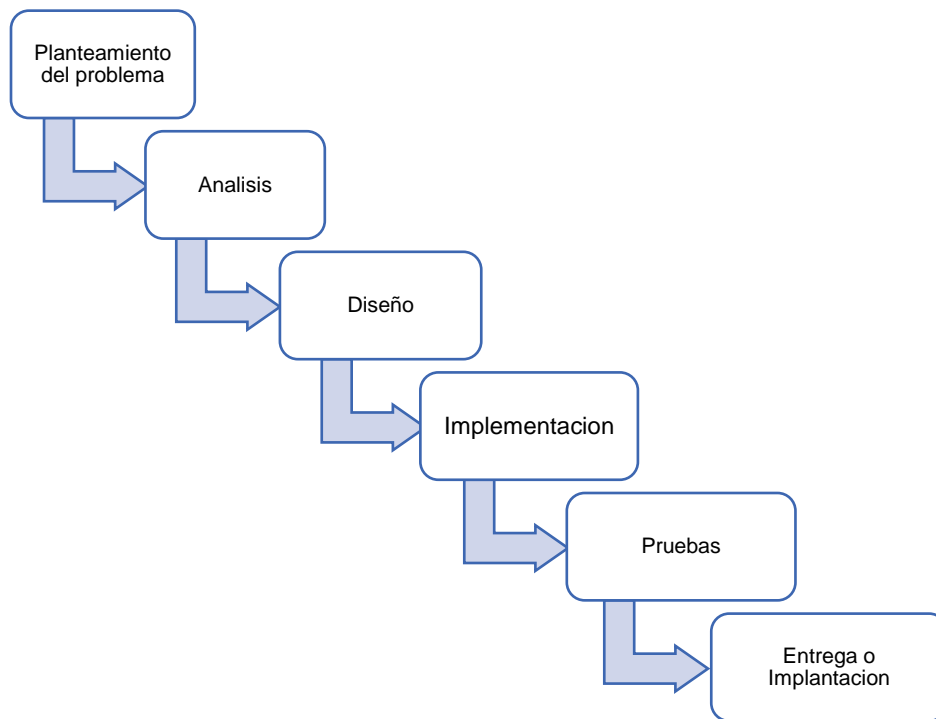 Planteamiento
del problema
Analisis
Diseño
Implementacion
Pruebas
Entrega o
Implantacion